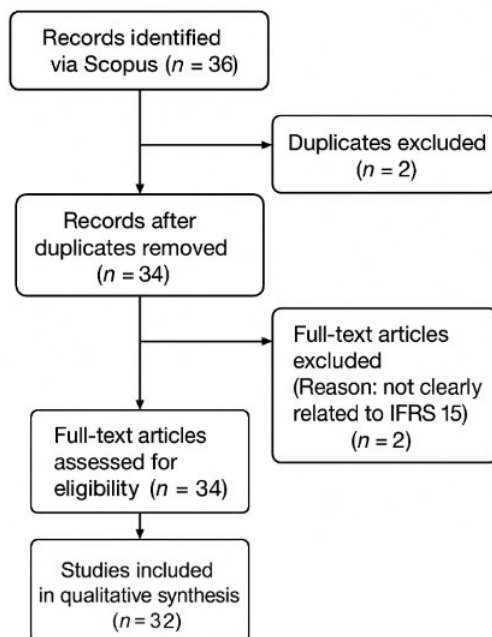 Records identified
via Scopus (n = 36)
Duplicates excluded
(n = 2)
Records after
duplicates removed
(n = 34)
Full-text articles
excluded
(Reason: not clearly
related to IFRS 15)
(n = 2)
Full-text articles
assessed for
eligibility (n = 34)
Studies included
in qualitative synthesis
(n = 32)